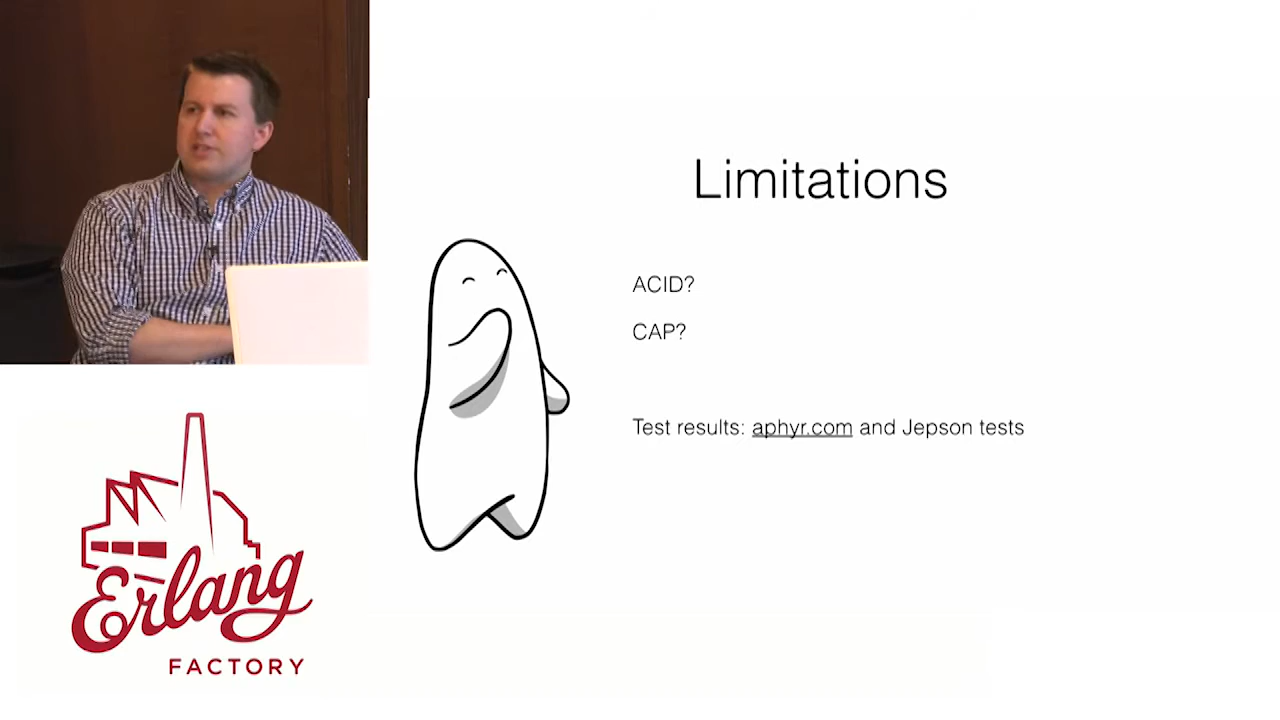 Limitations
ACID?
CAP?
Test results: aphyr.com and Jepson tests
Erlang
FACTORY